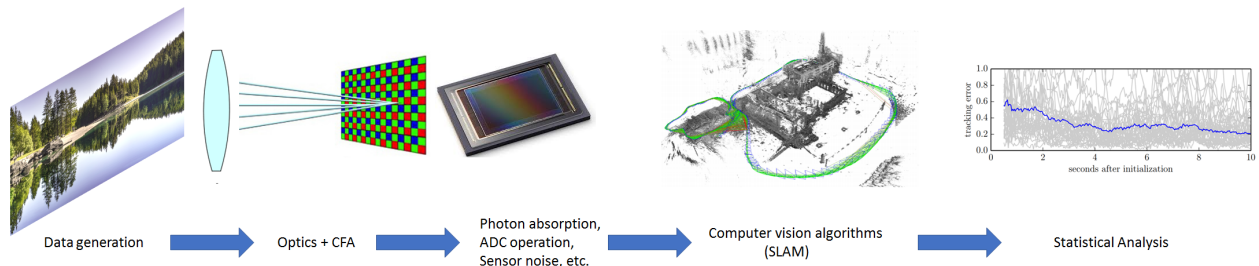 1.0
0.8
0.6
0.4
0.2
0.0
tracking error
0 2 4 6 8 10
seconds after initialization
Data generation
Optics + CFA
Photon absorption,
ADC operation,
Sensor noise, etc.
Computer vision algorithms
(SLAM)
Statistical Analysis